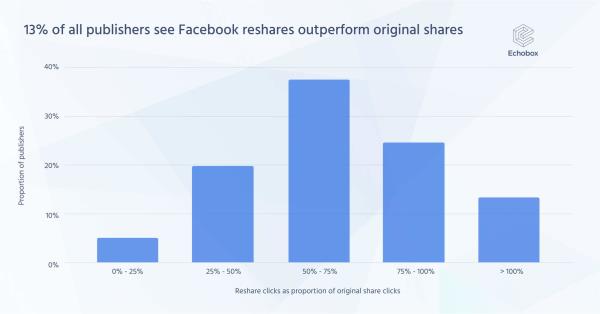 13% of all publishers see Facebook reshares outperform original shares
Echobox
40%
30%
20%
10%
0%
Proportion of publishers
0% - 25%
25% - 50%
50% - 75%
75% - 100%
> 100%
Reshare clicks as proportion of original share clicks